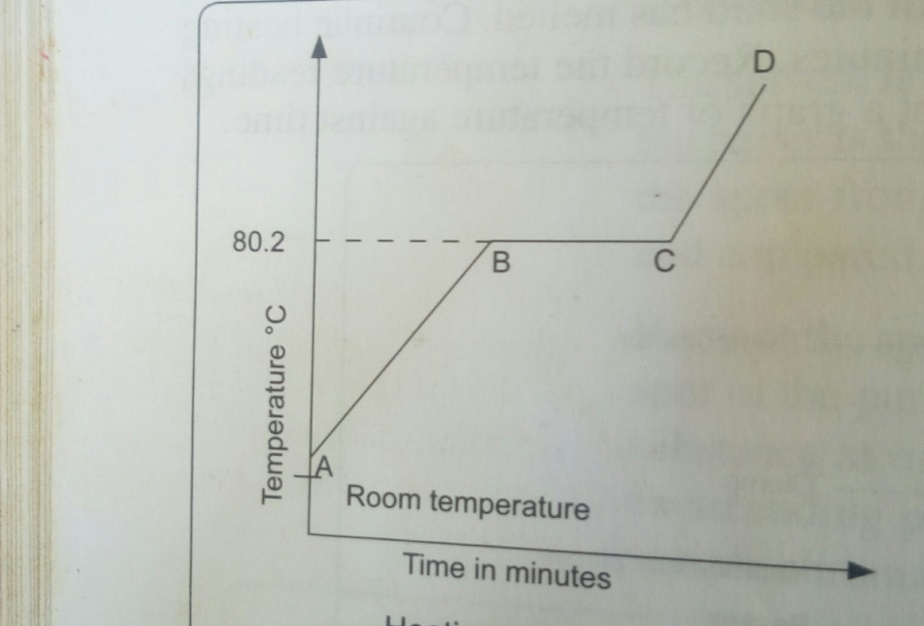 D
80.2
B
C
Temperature °C
A
Room temperature
Time in minutes